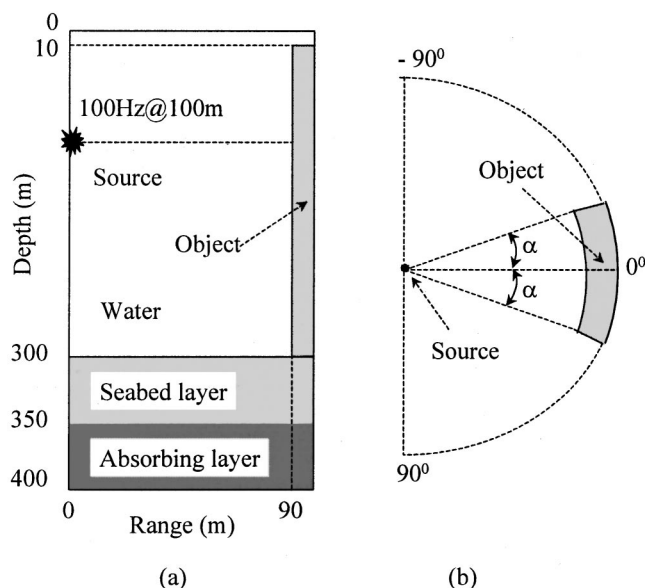 0
10
100Hz@100m
Source
Object
Water
Depth (m)
300
Seabed layer
350
Absorbing layer
400
0
90
Range (m)
(a)
- 90⁰
Object
α
0⁰
α
Source
90⁰
(b)